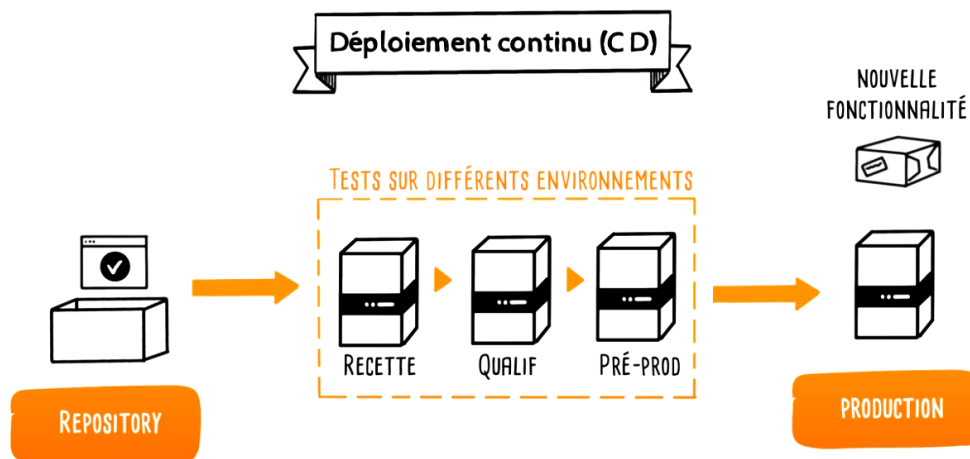 Déploiement continu (C D)
NOUVELLE
FONCTIONNALITÉ
TESTS SUR DIFFÉRENTS ENVIRONNEMENTS
RECETTE
QUALIF
PRÉ-PROD
REPOSITORY
PRODUCTION